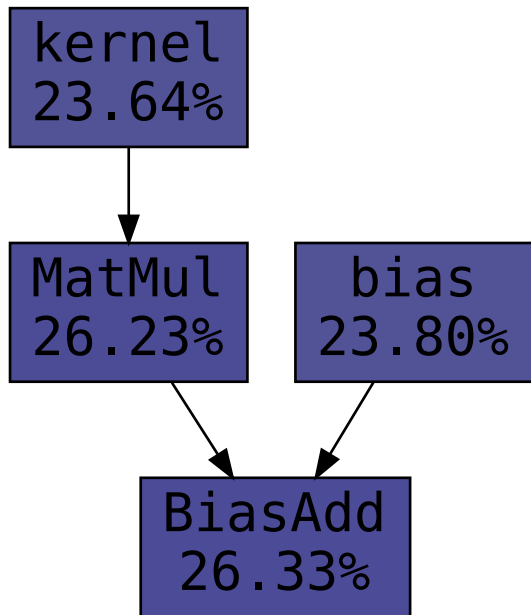 kernel
23.64%
MatMul
26.23%
bias
23.80%
BiasAdd
26.33%